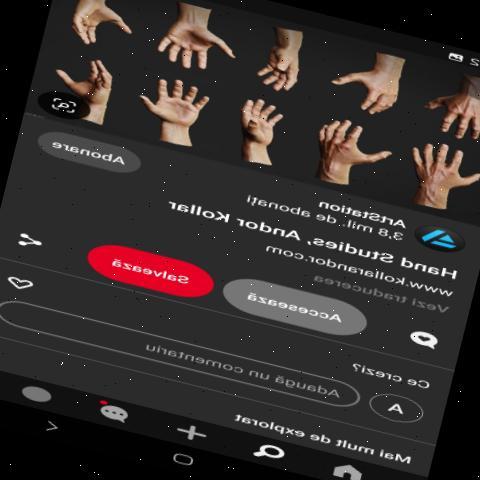 Abonare
ArtStation
3,8 mil. de abonați
Hand Studies, Andor Kollar
www.kollarandor.com
Vezi traducerea
Accesează
Salvează
Ce crezi?
A
Adaugă un comentariu
Mai mult de explorat